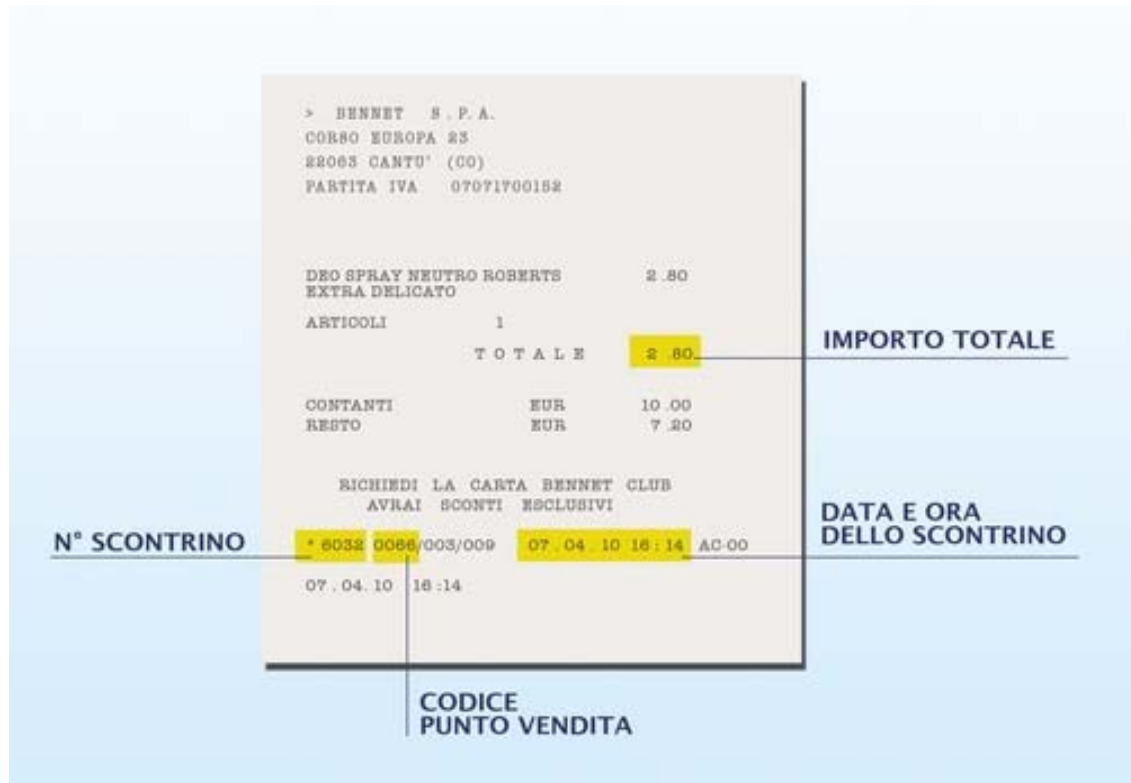 > BENNET S.P.A.
CORSO EUROPA 23
22063 CANTU' (CO)
PARTITA IVA 07071700152
DEO SPRAY NEUTRO ROBERTS 2.80
EXTRA DELICATO
ARTICOLI 1
TOTALE 2.80
IMPORTO TOTALE
CONTANTI EUR 10.00
RESTO EUR 7.20
RICHIEDI LA CARTA BENNET CLUB
AVRAI SCONTI ESCLUSIVI
N° SCONTRINO
* 6032 0066/003/009 07.04.10 16:14 AC-00
DATA E ORA
DELLO SCONTRINO
07.04.10 16:14
CODICE
PUNTO VENDITA